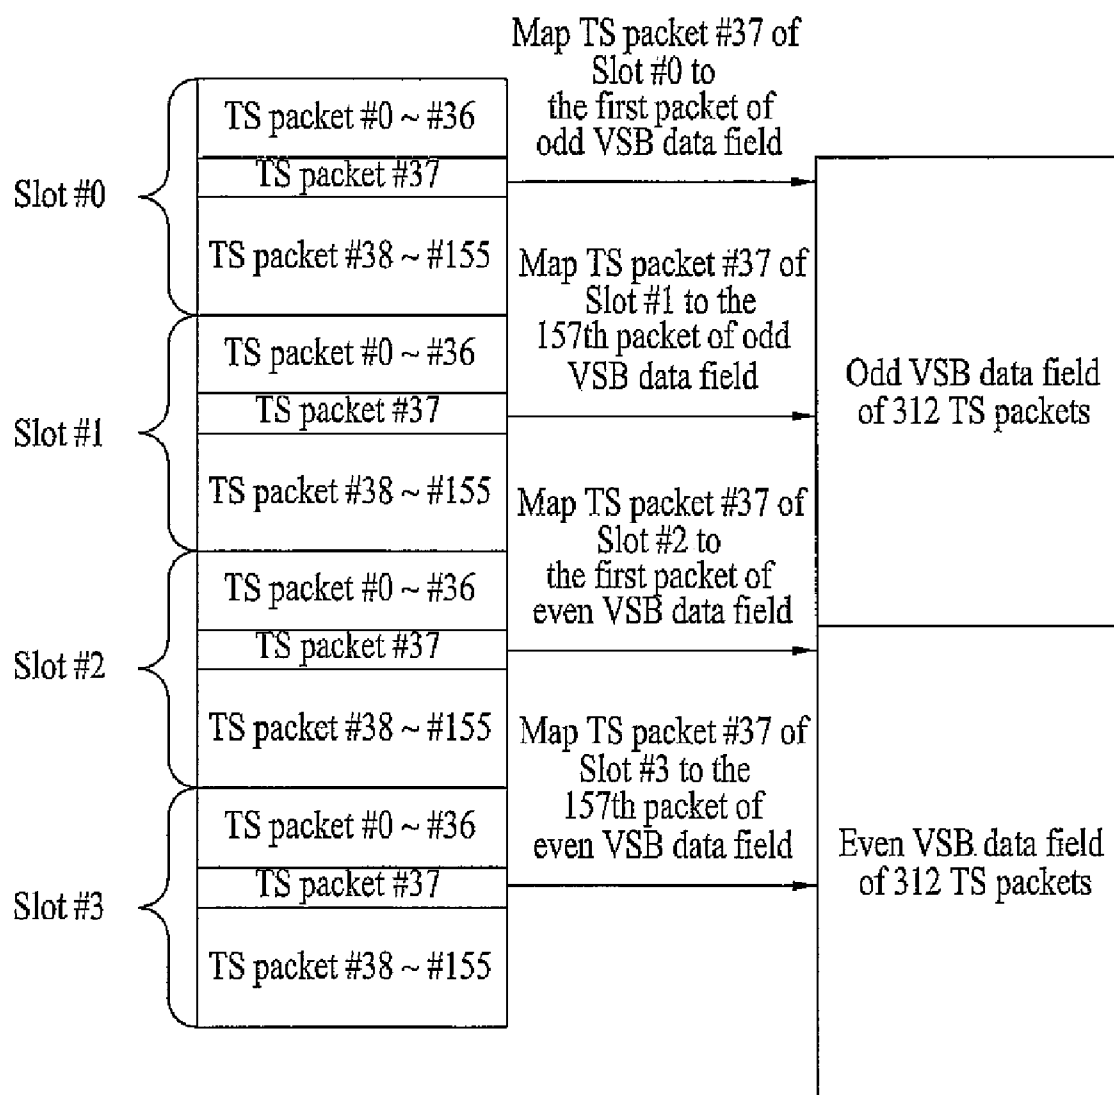 Slot #0
TS packet #0 ~ #36
TS packet #37
TS packet #38 ~ #155
Slot #1
TS packet #0 ~ #36
TS packet #37
TS packet #38 ~ #155
Slot #2
TS packet #0 ~ #36
TS packet #37
TS packet #38 ~ #155
Slot #3
TS packet #0 ~ #36
TS packet #37
TS packet #38 ~ #155
Map TS packet #37 of
Slot #0 to
the first packet of
odd VSB data field
Map TS packet #37 of
Slot #1 to the
157th packet of odd
VSB data field
Map TS packet #37 of
Slot #2 to
the first packet of
even VSB data field
Map TS packet #37 of
Slot #3 to the
157th packet of
even VSB data field
Odd VSB data field
of 312 TS packets
Even VSB data field
of 312 TS packets